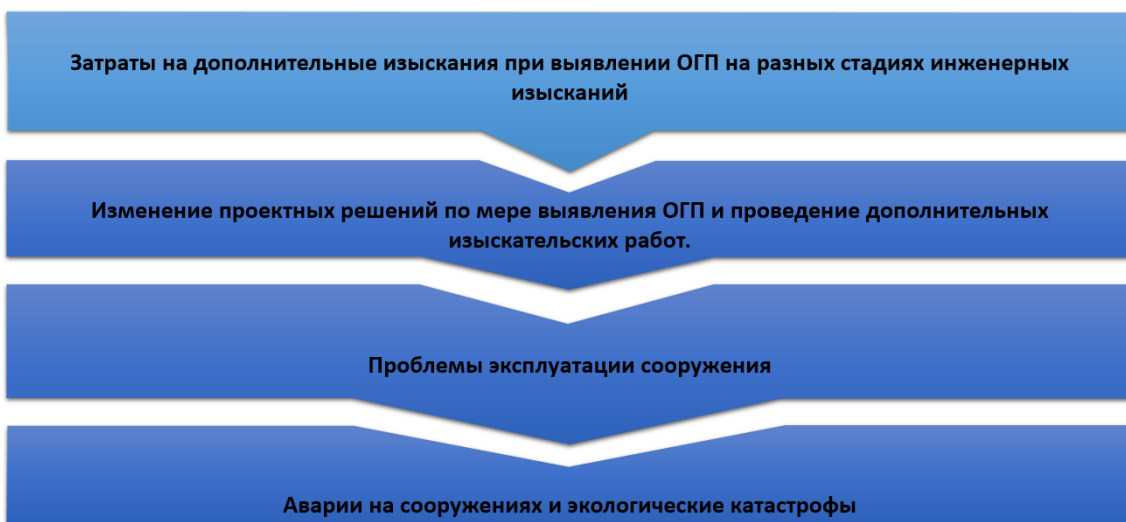 Затраты на дополнительные изыскания при выявлении ОГП на разных стадиях инженерных
изысканий
Изменение проектных решений по мере выявления ОГП и проведение дополнительных
изыскательских работ.
Проблемы эксплуатации сооружения
Аварии на сооружениях и экологические катастрофы